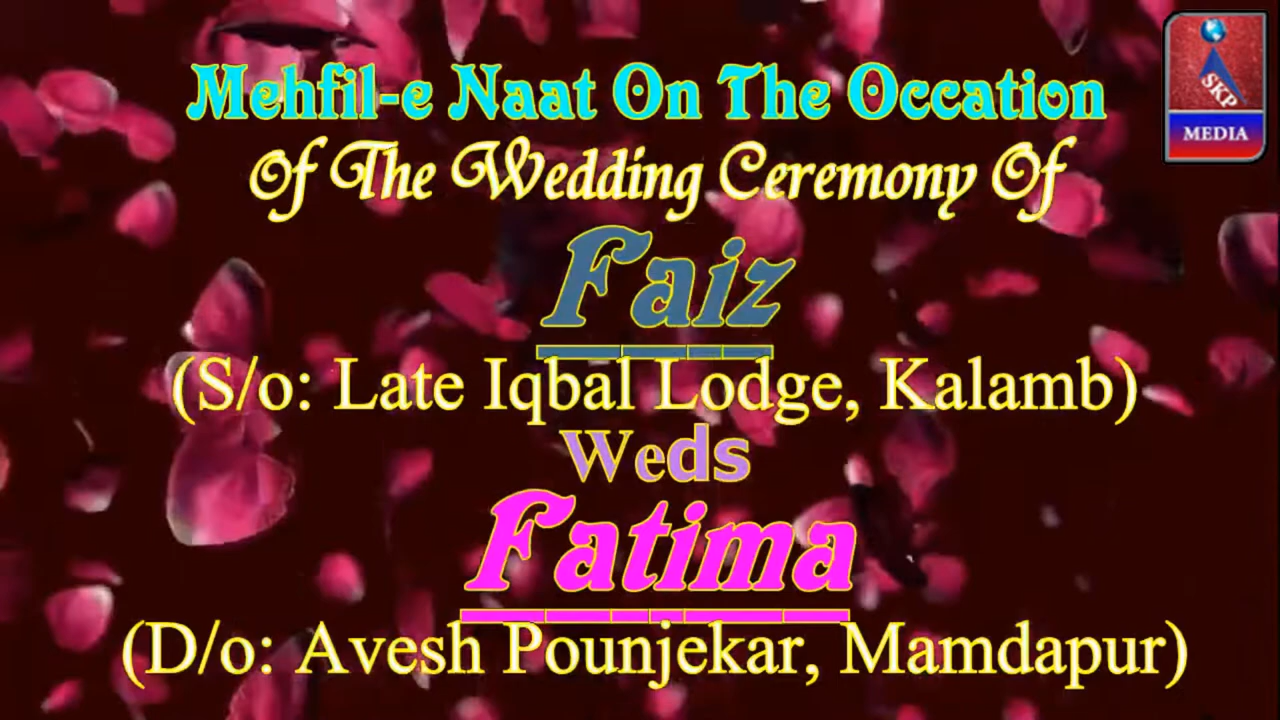 Mehfil-e Naat On The Occation
Of The Wedding Ceremony Of
Faiz
(S/o: Late Iqbal Lodge, Kalamb)
Weds
Fatima
(D/o: Avesh Pounjekar, Mamdapur)
SKP
MEDIA